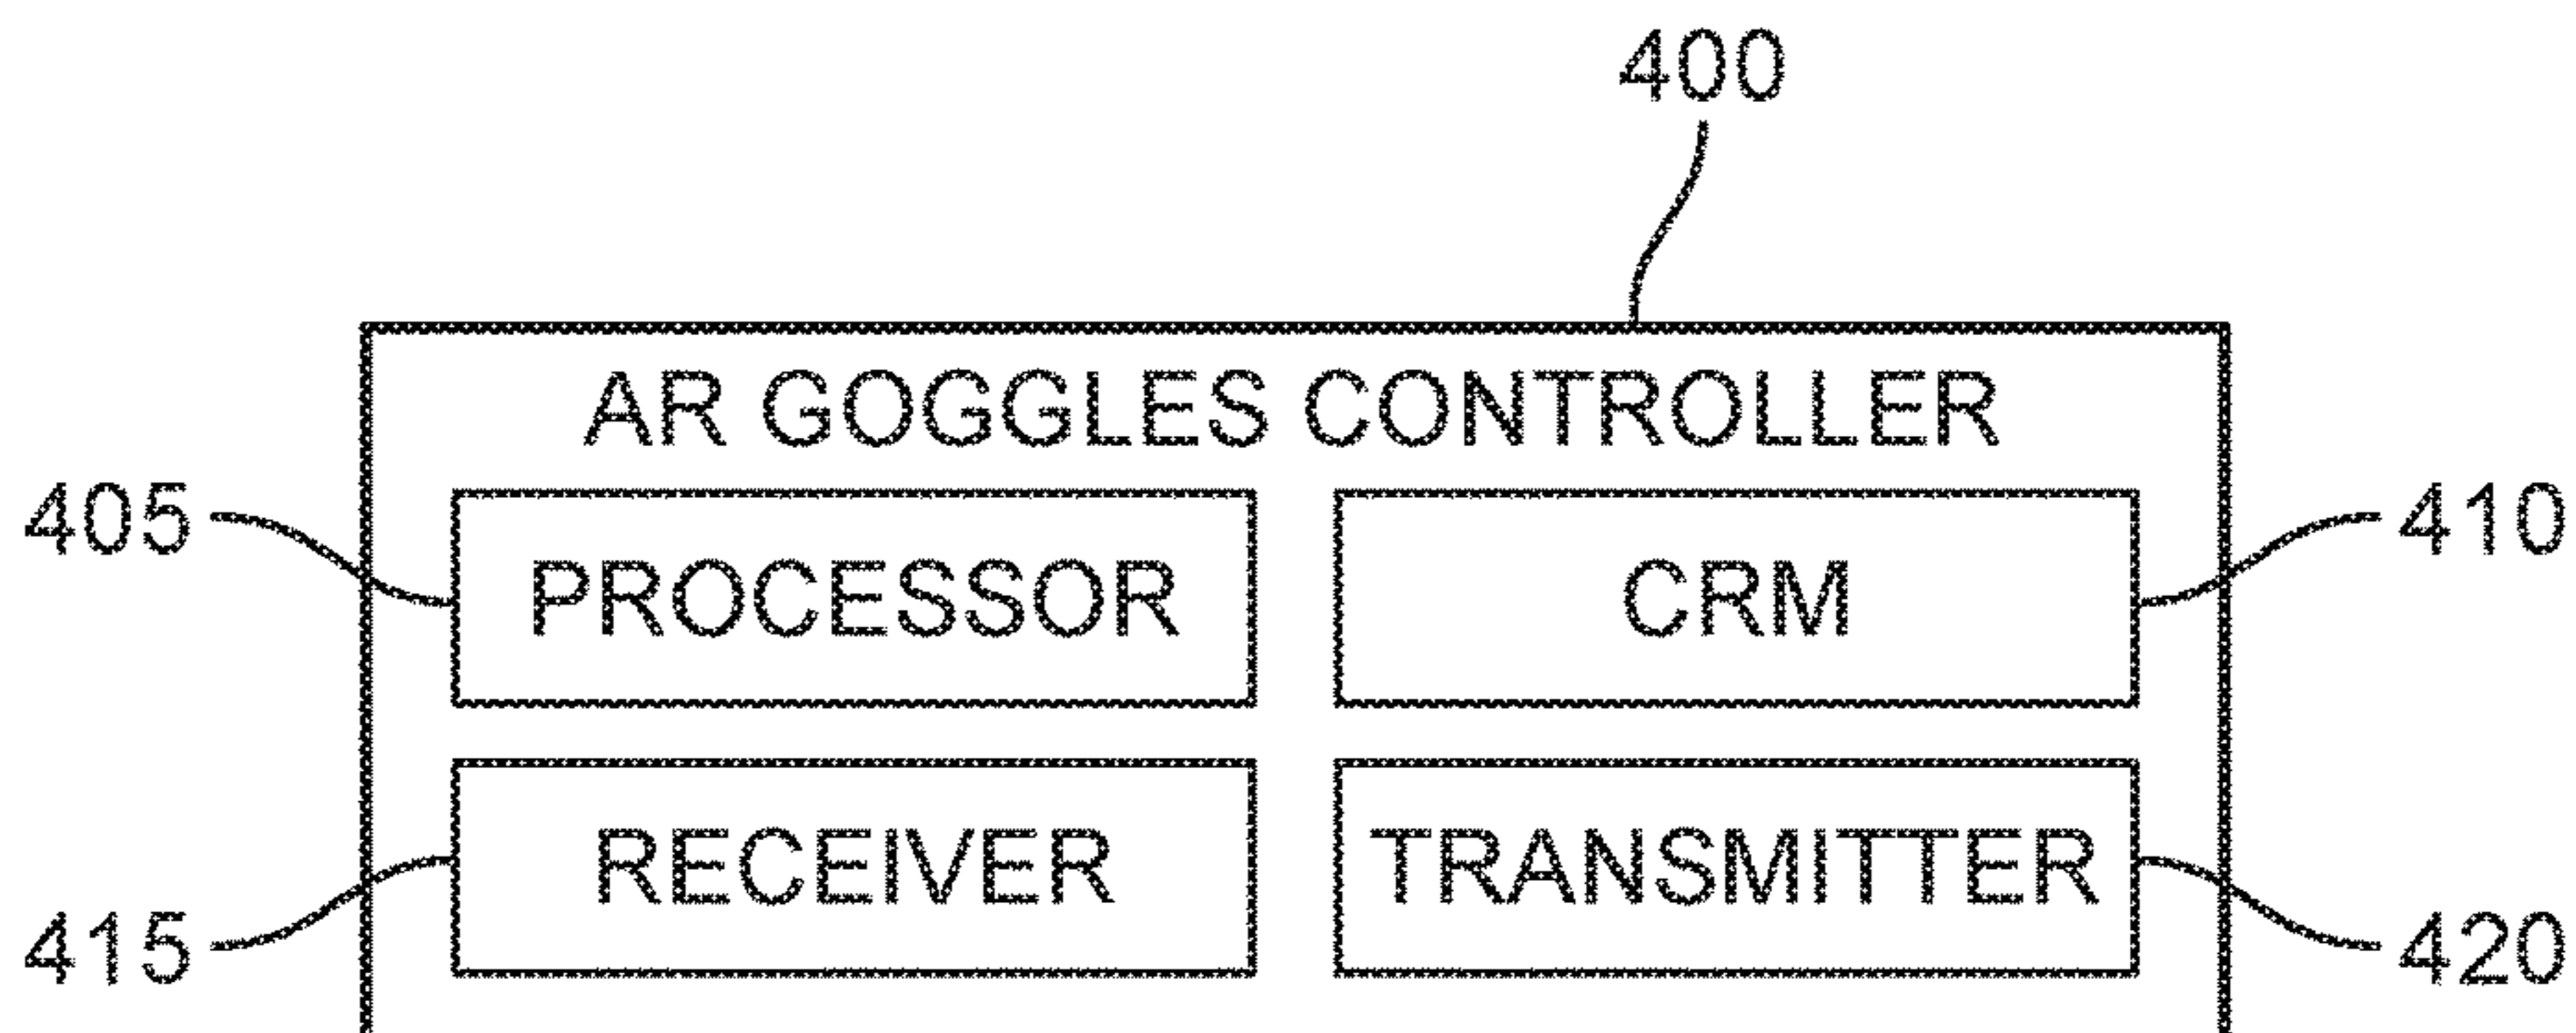 400
AR GOGGLES CONTROLLER
405 PROCESSOR CRM 410
415 RECEIVER TRANSMITTER 420